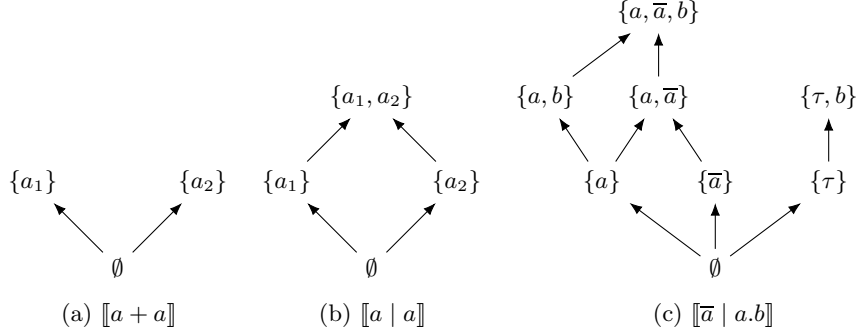 {a, a̅, b}
{a₁, a₂} {a, b} {a, a̅} {τ, b}
{a₁} {a₂} {a₁} {a₂} {a} {a̅} {τ}
∅ ∅ ∅
(a) ⟦a + a⟧ (b) ⟦a | a⟧ (c) ⟦a̅ | a.b⟧